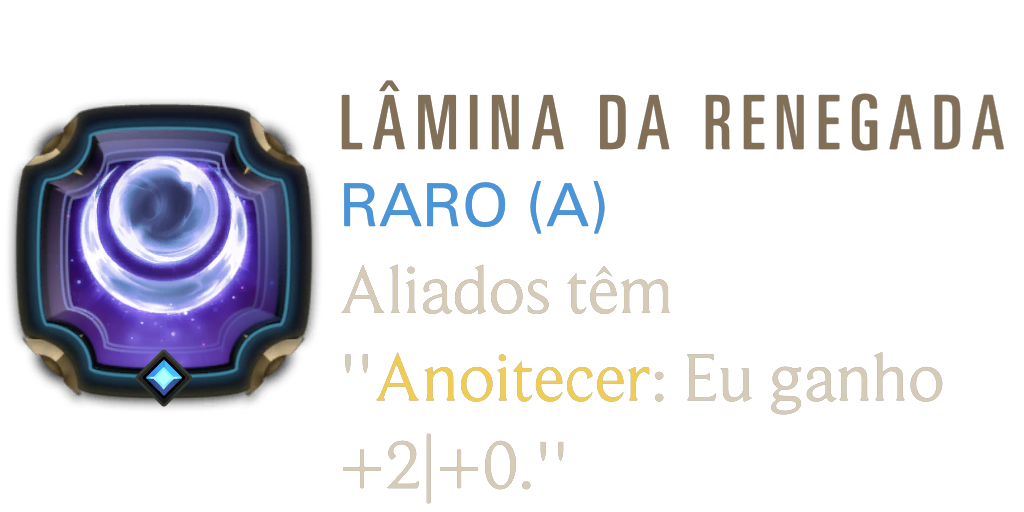 LÂMINA DA RENEGADA
RARO (A)
Aliados têm
"Anoitecer: Eu ganho
+2|+0."